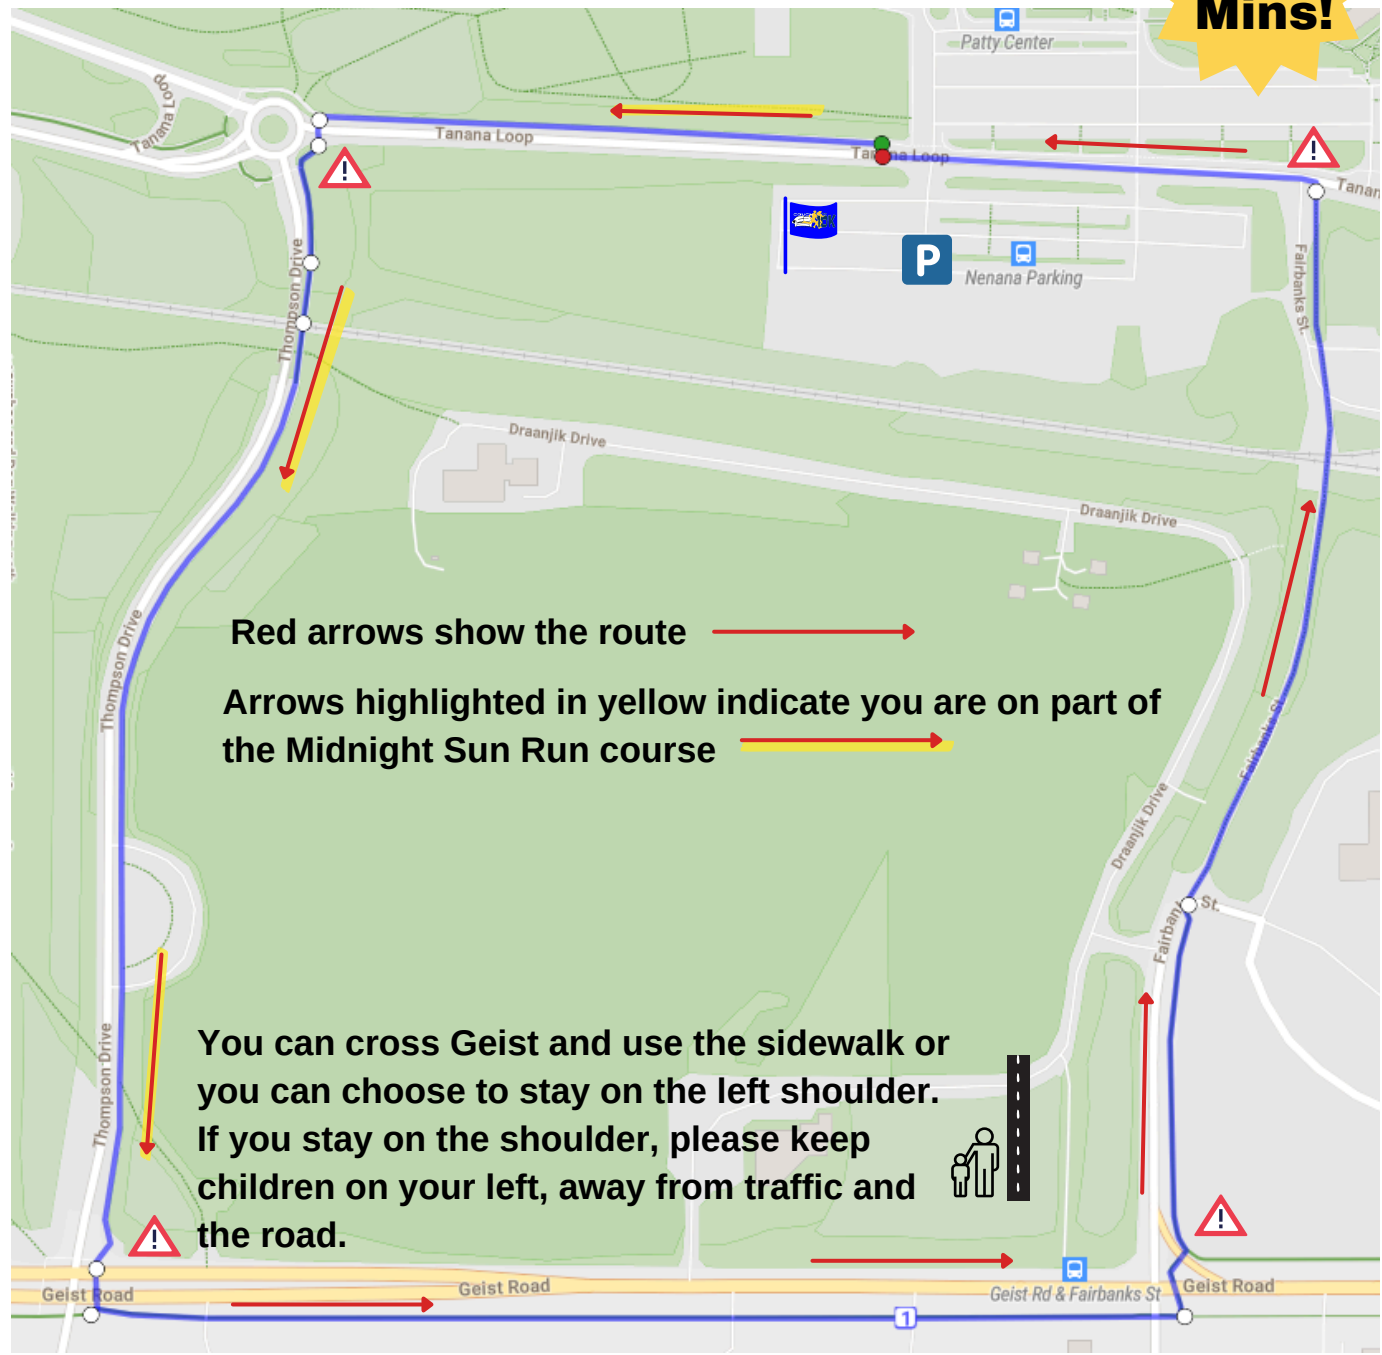 Mins!
Patty Center
Tanana Loop
Tanana Loop
Tanana Loop
Tanan
P
Nenana Parking
Fairbanks St.
Thompson Drive
Draanjik Drive
Draanjik Drive
Red arrows show the route
Thompson Drive
Arrows highlighted in yellow indicate you are on part of
the Midnight Sun Run course
Fairbanks St.
Draanjik Drive
Fairbanks St.
You can cross Geist and use the sidewalk or
you can choose to stay on the left shoulder.
If you stay on the shoulder, please keep
children on your left, away from traffic and
the road.
Thompson Drive
Geist Road
Geist Road
Geist Rd & Fairbanks St
Geist Road
1